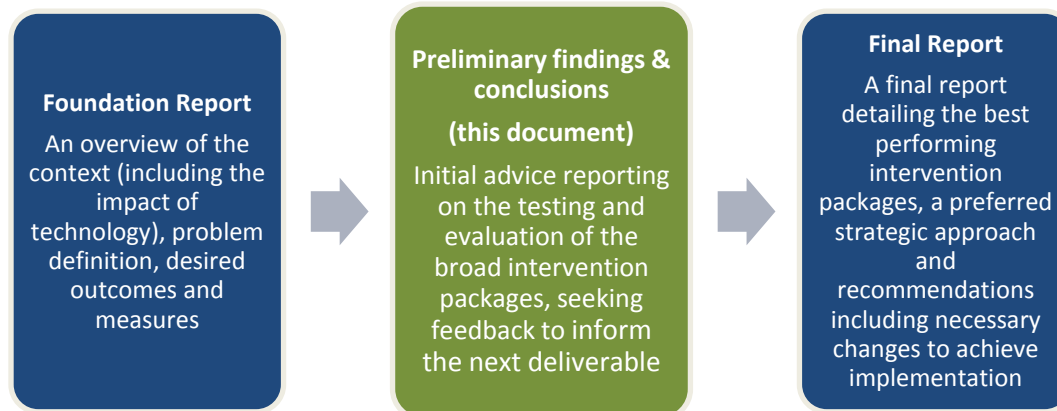 Foundation Report
An overview of the
context (including the
impact of
technology), problem
definition, desired
outcomes and
measures
Preliminary findings &
conclusions
(this document)
Initial advice reporting
on the testing and
evaluation of the
broad intervention
packages, seeking
feedback to inform
the next deliverable
Final Report
A final report
detailing the best
performing
intervention
packages, a preferred
strategic approach
and
recommendations
including necessary
changes to achieve
implementation